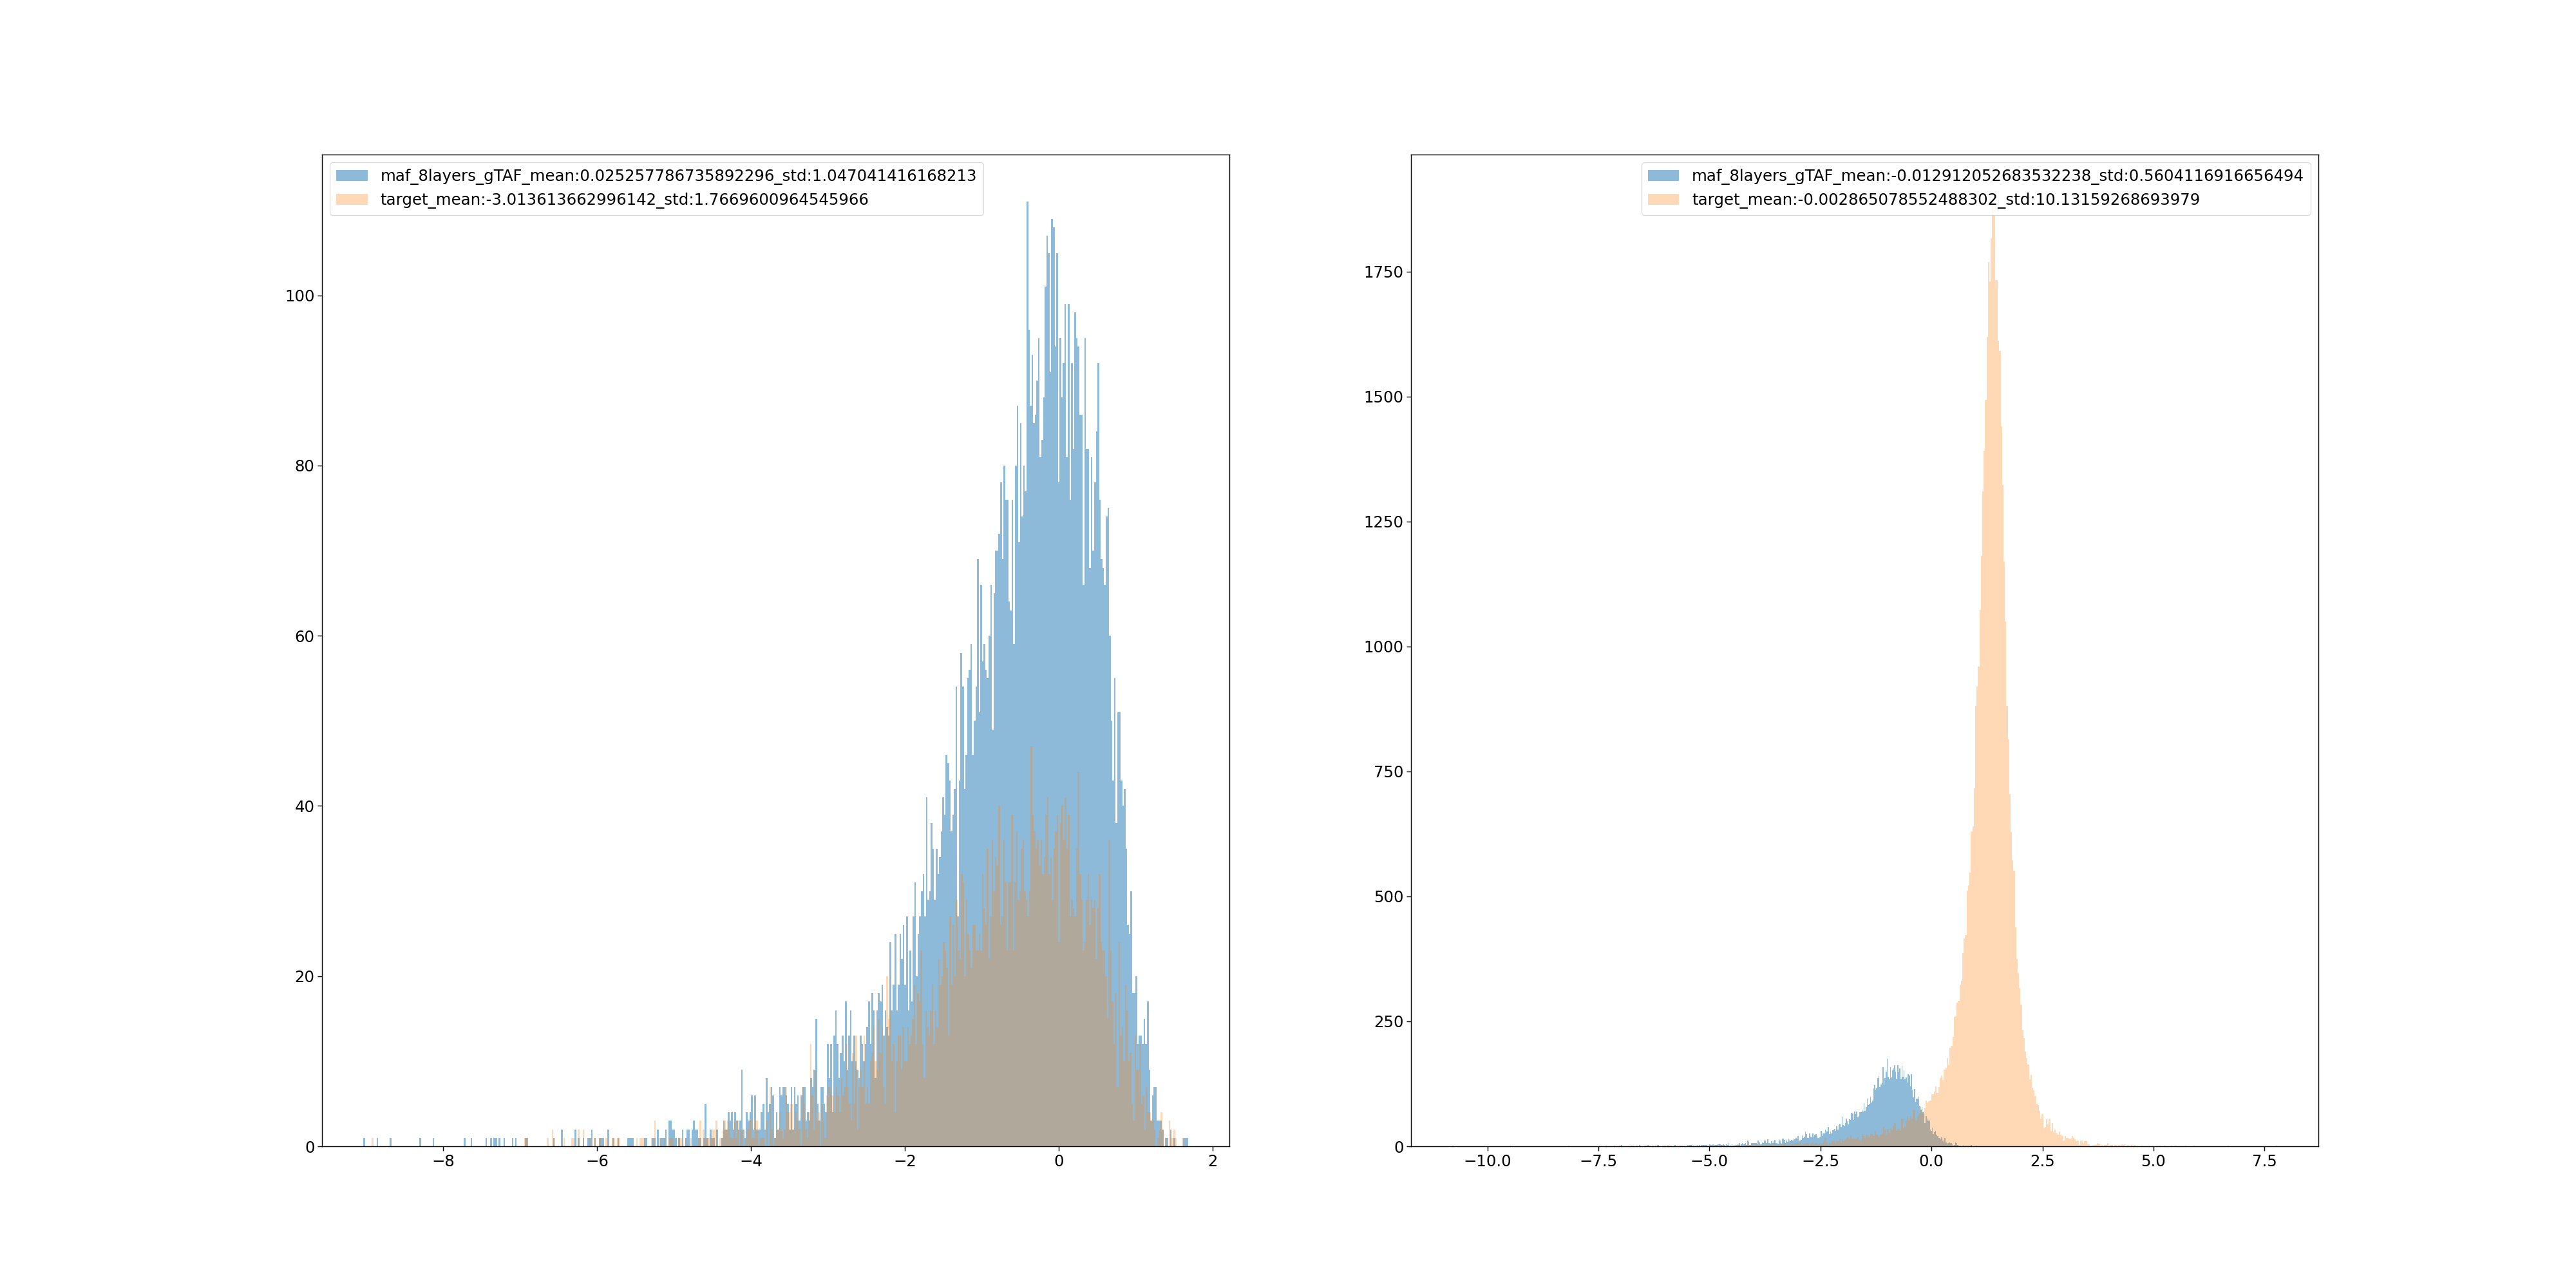 maf_8layers_gTAF_mean:0.025257786735892296_std:1.047041416168213
target_mean:-3.013613662996142_std:1.7669600964545966
100
80
60
40
20
0
−8 −6 −4 −2 0 2
maf_8layers_gTAF_mean:-0.012912052683532238_std:0.5604116916656494
target_mean:-0.002865078552488302_std:10.13159268693979
1750
1500
1250
1000
750
500
250
0
−10.0 −7.5 −5.0 −2.5 0.0 2.5 5.0 7.5